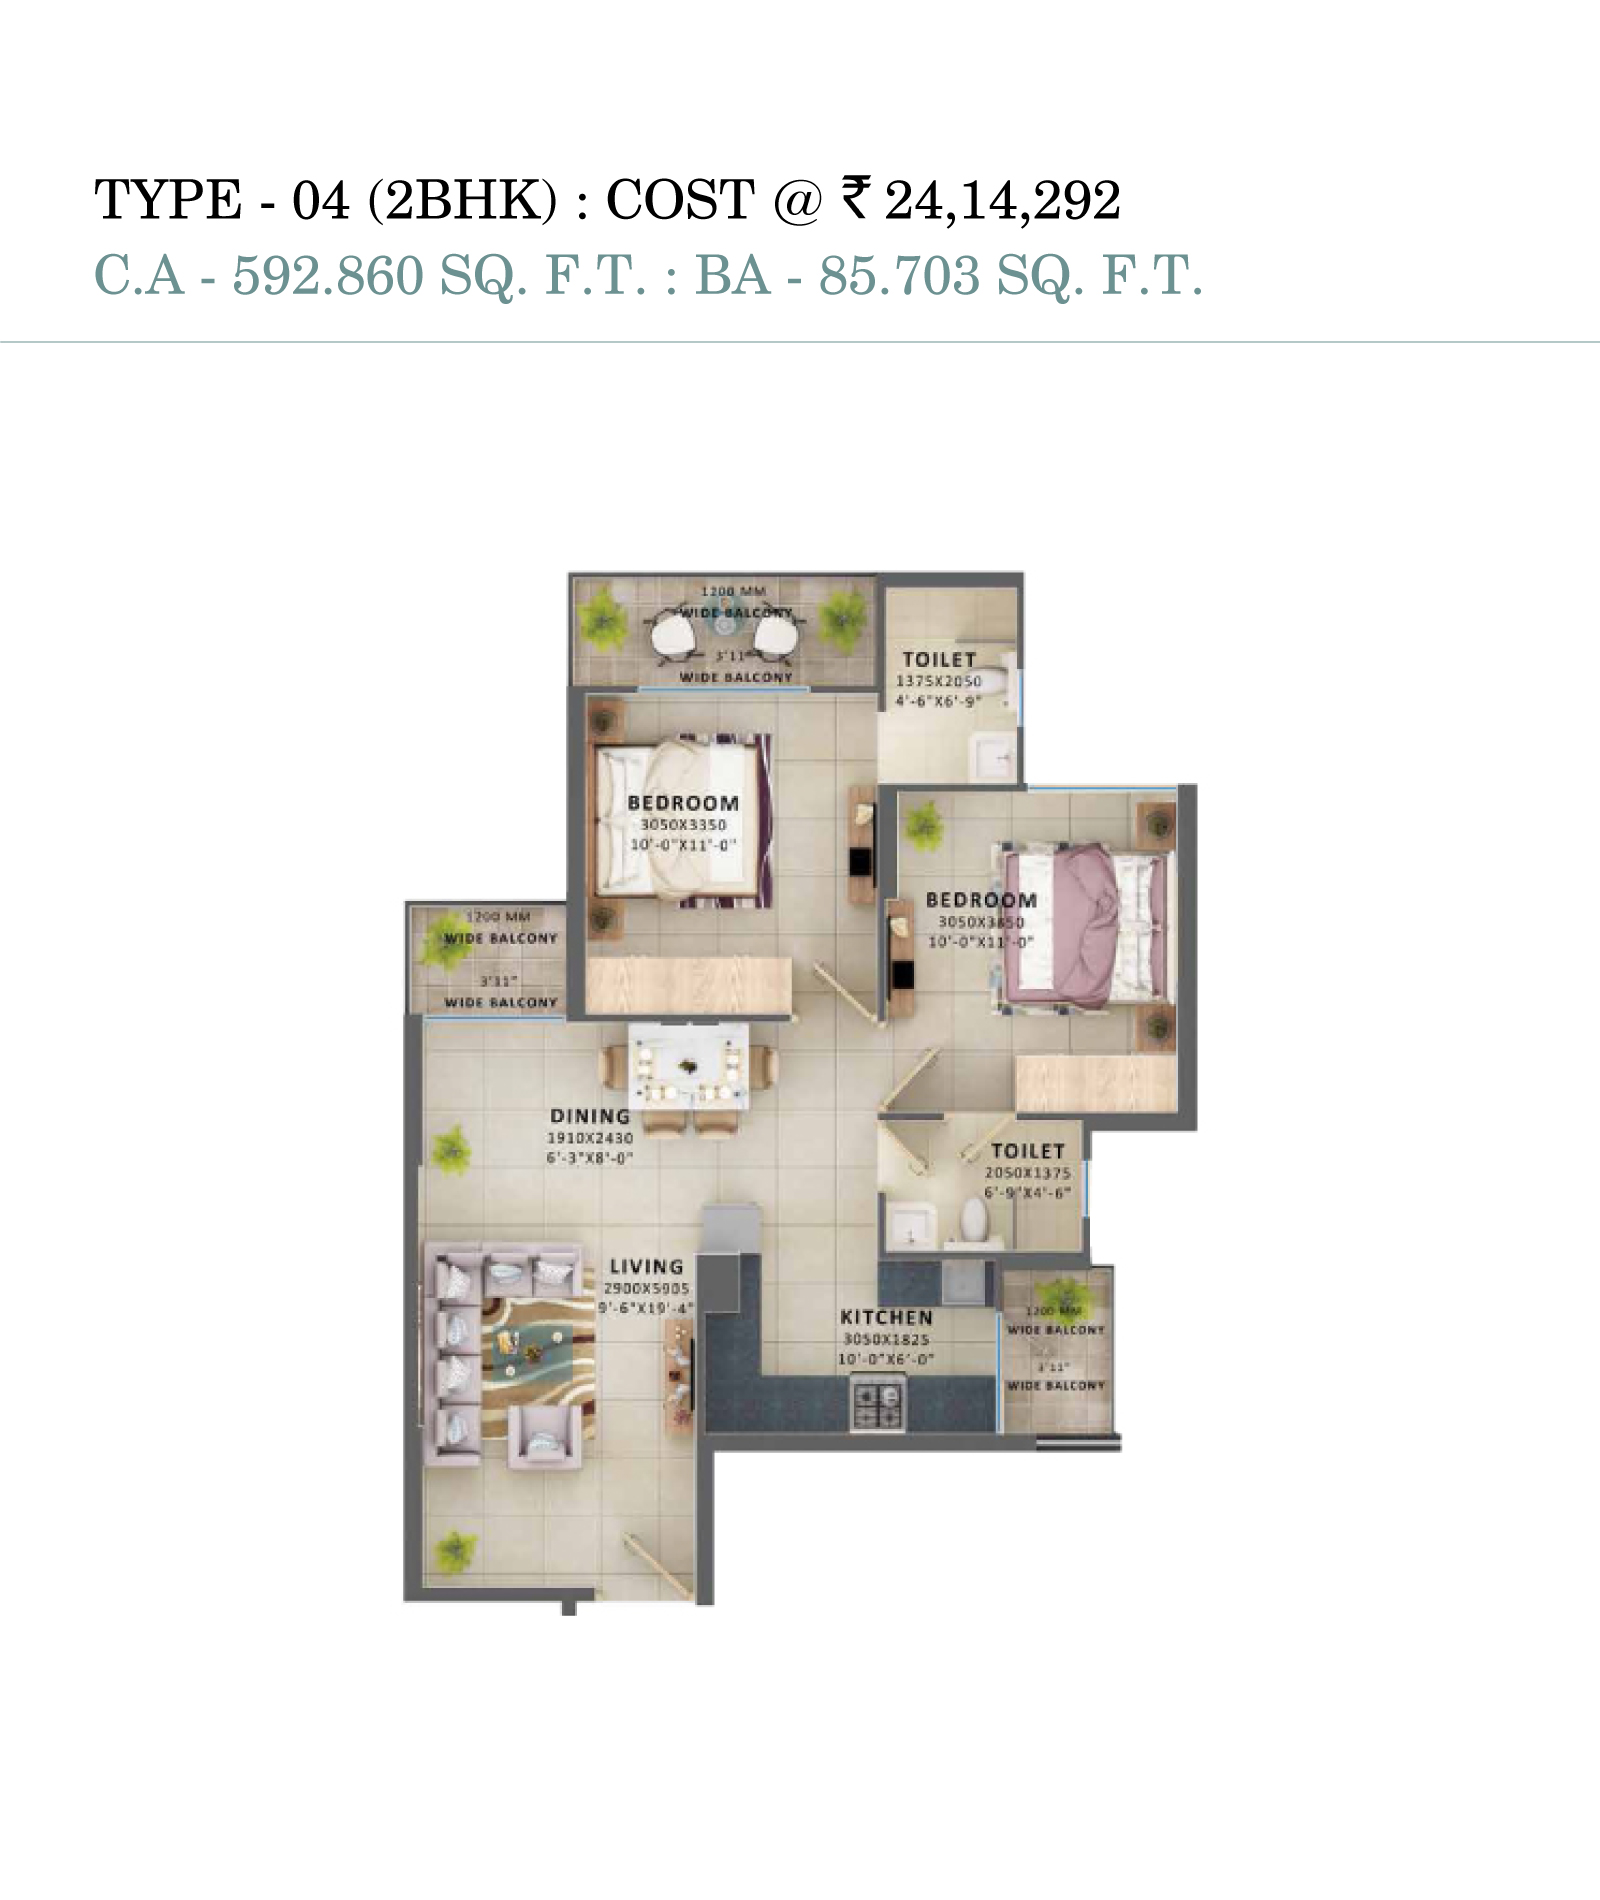 TYPE - 04 (2BHK) : COST @ ₹ 24,14,292
C.A - 592.860 SQ. F.T. : BA - 85.703 SQ. F.T.
1200 MM
WIDE BALCONY
3'11"
WIDE BALCONY
TOILET
1375X2050
4'-6"X6'-9"
BEDROOM
3050X3350
10'-0"X11'-0"
BEDROOM
10'-0"X11'-0"
1200 MM
WIDE BALCONY
3'11"
WIDE BALCONY
DINING
1910X2430
6'-3"X8'-0"
TOILET
2050X1375
6'-9"X4'-6"
LIVING
2900X5905
9'-6"X19'-4"
KITCHEN
3050X1825
10'-0"X6'-0"
1200 MM
WIDE BALCONY
3'11"
WIDE BALCONY